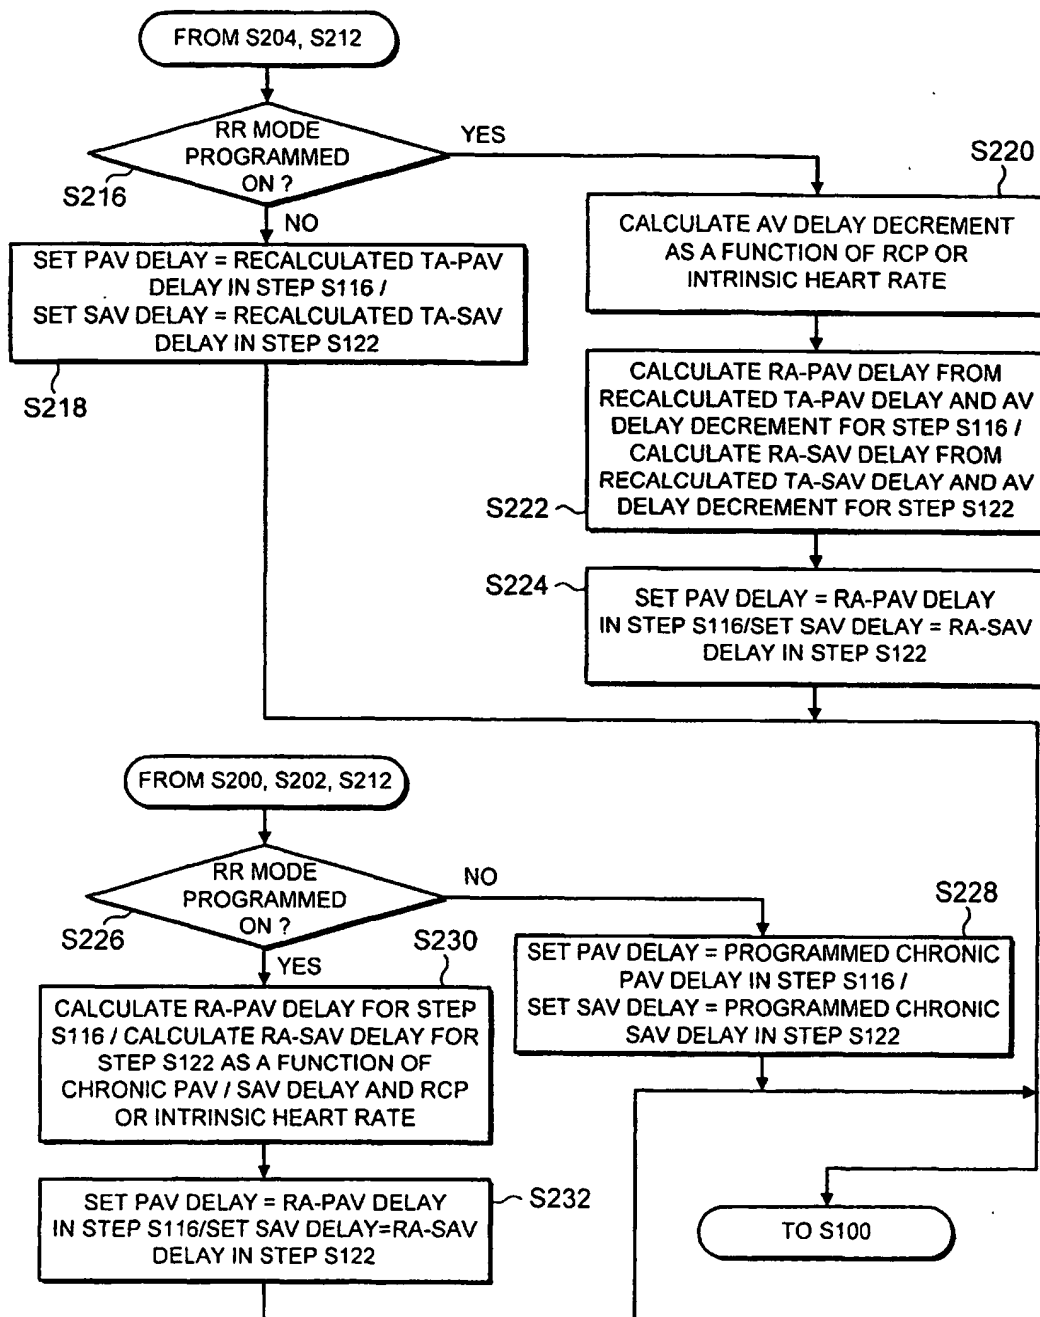 FROM S204, S212
RR MODE
PROGRAMMED
ON ?
YES
S216
NO
SET PAV DELAY = RECALCULATED TA-PAV
DELAY IN STEP S116 /
SET SAV DELAY = RECALCULATED TA-SAV
DELAY IN STEP S122
S218
S220
CALCULATE AV DELAY DECREMENT
AS A FUNCTION OF RCP OR
INTRINSIC HEART RATE
CALCULATE RA-PAV DELAY FROM
RECALCULATED TA-PAV DELAY AND AV
DELAY DECREMENT FOR STEP S116 /
CALCULATE RA-SAV DELAY FROM
RECALCULATED TA-SAV DELAY AND AV
DELAY DECREMENT FOR STEP S122
S222
S224
SET PAV DELAY = RA-PAV DELAY
IN STEP S116/SET SAV DELAY = RA-SAV
DELAY IN STEP S122
FROM S200, S202, S212
RR MODE
PROGRAMMED
ON ?
NO
S226
YES
S228
SET PAV DELAY = PROGRAMMED CHRONIC
PAV DELAY IN STEP S116 /
SET SAV DELAY = PROGRAMMED CHRONIC
SAV DELAY IN STEP S122
S230
CALCULATE RA-PAV DELAY FOR STEP
S116 / CALCULATE RA-SAV DELAY FOR
STEP S122 AS A FUNCTION OF
CHRONIC PAV / SAV DELAY AND RCP
OR INTRINSIC HEART RATE
SET PAV DELAY = RA-PAV DELAY
IN STEP S116/SET SAV DELAY=RA-SAV
DELAY IN STEP S122
S232
TO S100